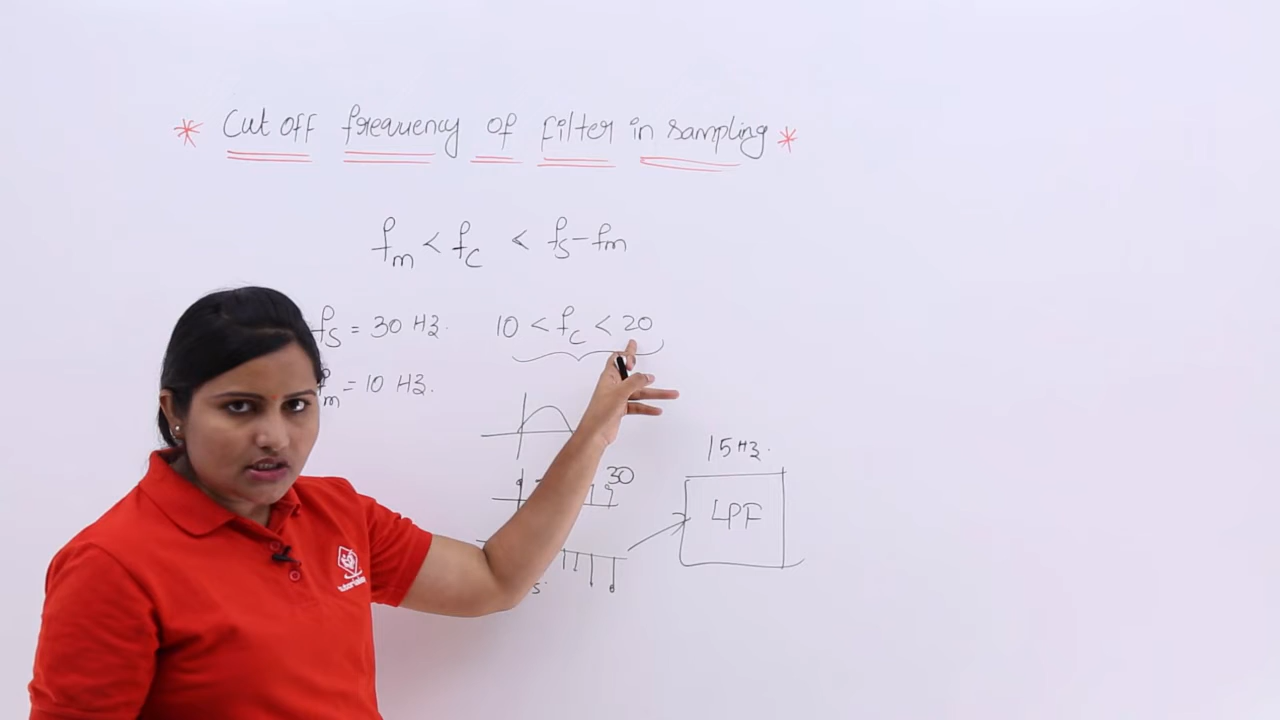 * Cut off frequency of filter in sampling *
fm < fc < fs - fm
fs = 30 Hz. 10 < fc < 20
m = 10 Hz.
15 Hz.
30
LPF
s